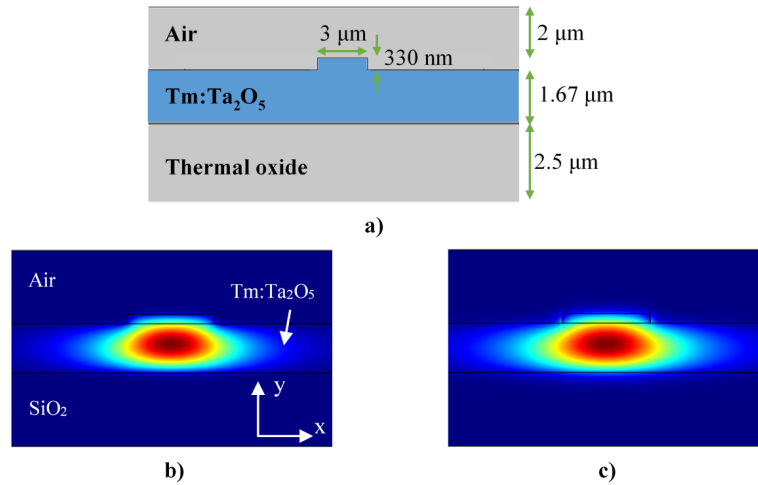 Air
3 μm
2 μm
330 nm
Tm:Ta₂O₅
1.67 μm
Thermal oxide
2.5 μm
a)
Air
Tm:Ta₂O₅
SiO₂
y
x
b)
c)